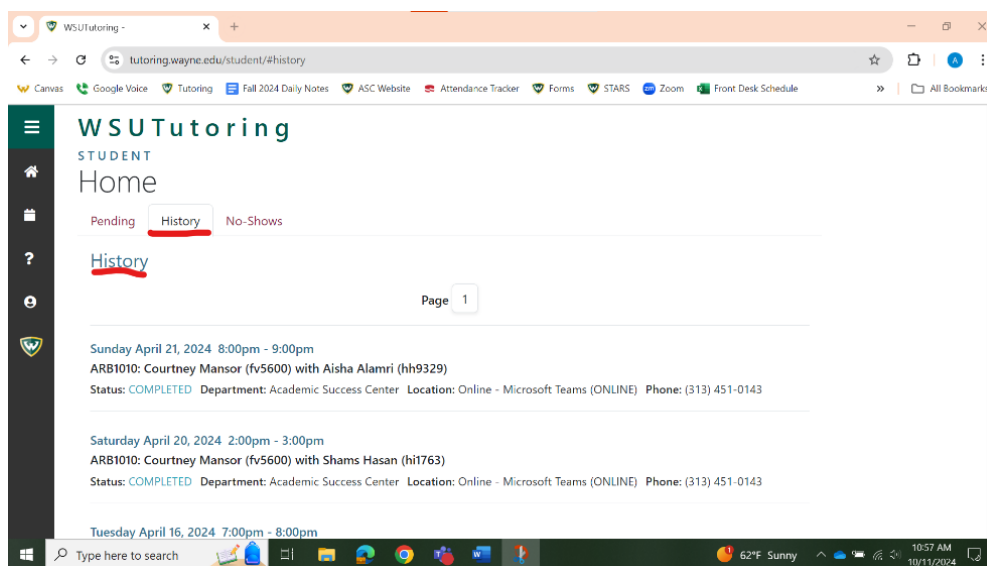 WSUTutoring -
tutoring.wayne.edu/student/#history
A
Canvas Google Voice Tutoring Fall 2024 Daily Notes ASC Website Attendance Tracker Forms STARS zm Zoom Front Desk Schedule » All Bookmarks
WSUTutoring
STUDENT
Home
Pending History No-Shows
History
Page 1
Sunday April 21, 2024 8:00pm - 9:00pm
ARB1010: Courtney Mansor (fv5600) with Aisha Alamri (hh9329)
Status: COMPLETED Department: Academic Success Center Location: Online - Microsoft Teams (ONLINE) Phone: (313) 451-0143
Saturday April 20, 2024 2:00pm - 3:00pm
ARB1010: Courtney Mansor (fv5600) with Shams Hasan (hi1763)
Status: COMPLETED Department: Academic Success Center Location: Online - Microsoft Teams (ONLINE) Phone: (313) 451-0143
Tuesday April 16, 2024 7:00pm - 8:00pm
Type here to search 62°F Sunny 10:57 AM
10/11/2024